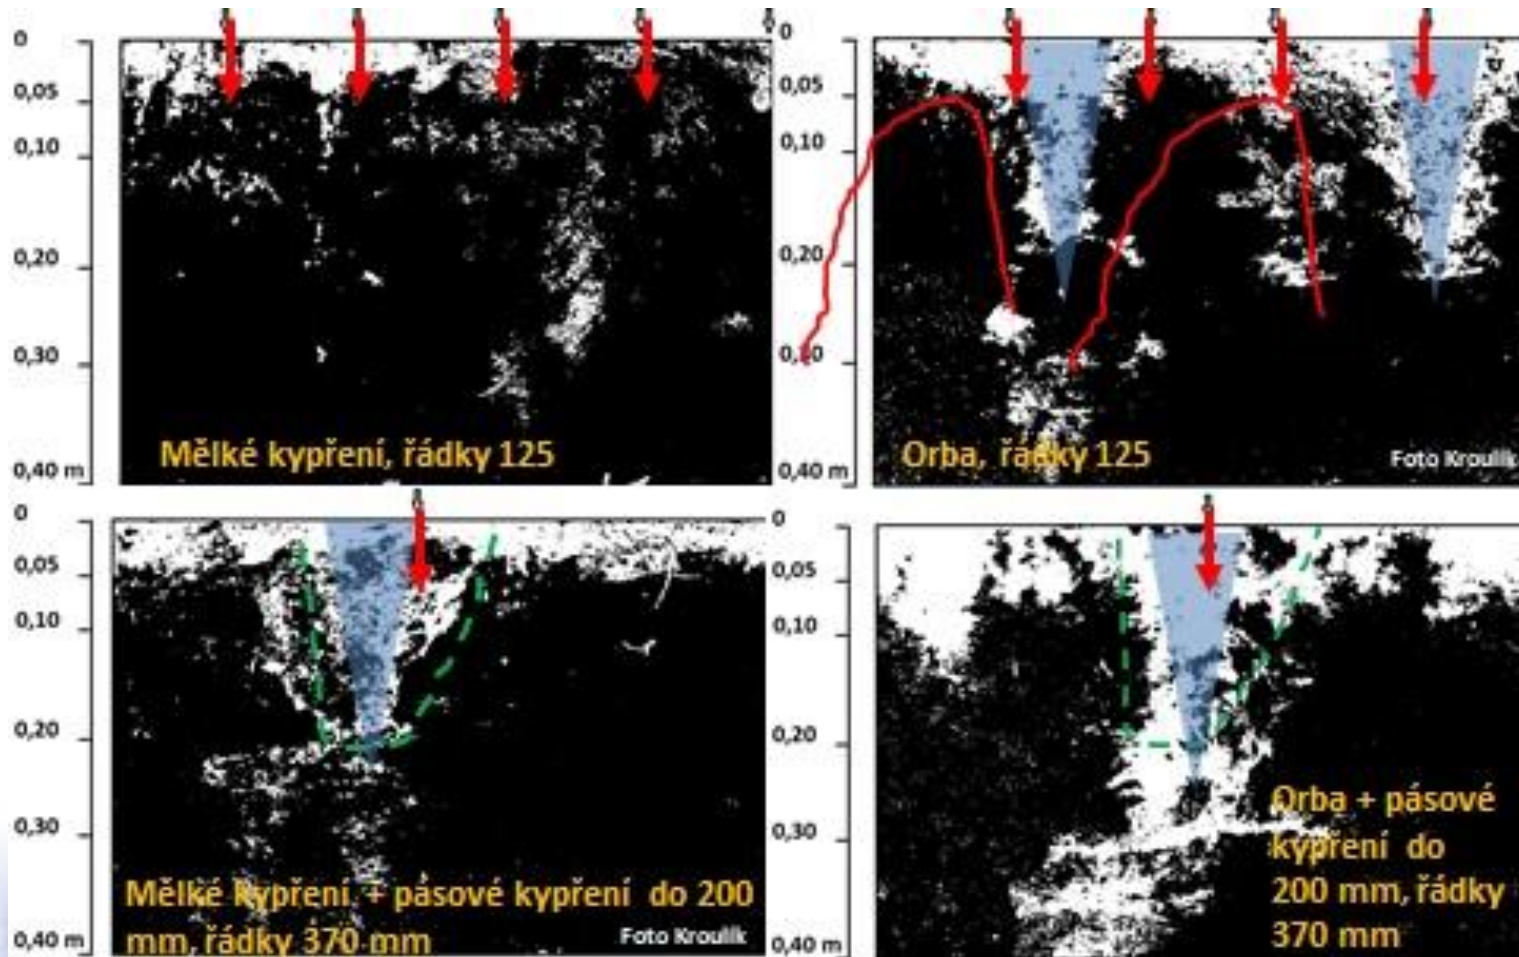 0
0,05
0,10
0,20
0,30
0,40 m
Mělké kypření, řádky 125
0
0,05
0,10
0,20
0,40 m
Orba, řádky 125
Foto Kroulík
0
0,05
0,10
0,20
0,30
0,40 m
Mělké kypření + pásové kypření do 200
mm, řádky 370 mm
Foto Kroulík
0
0,05
0,10
0,20
0,30
0,40 m
Orba + pásové
kypření do
200 mm, řádky
370 mm